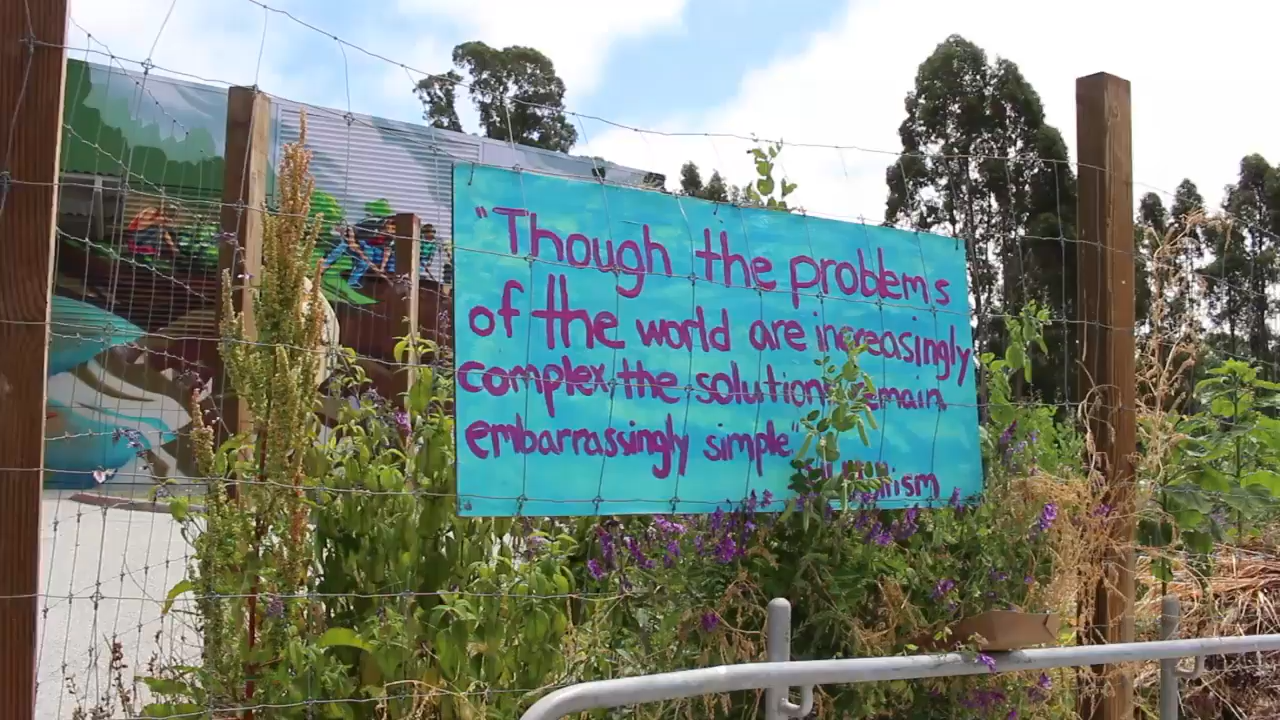 "Though the problems
of the world are increasingly
complex the solutions remain
embarrassingly simple."